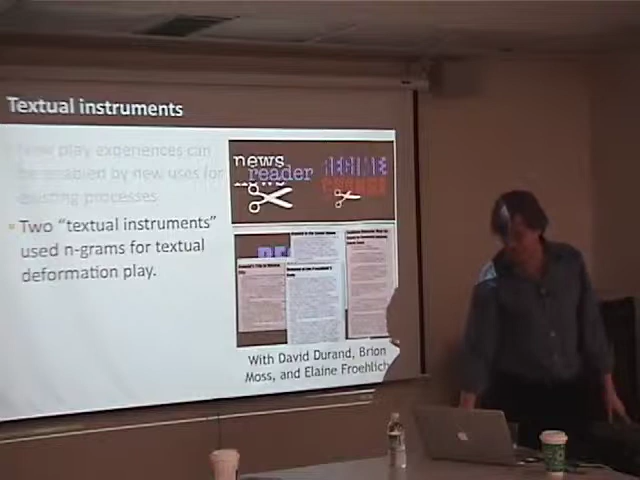 Textual instruments
New play experiences can
be enabled by new uses for
existing processes
Two "textual instruments"
used n-grams for textual
deformation play.
news
reader
REGIME
CHANGE
With David Durand, Brion
Moss, and Elaine Froehlich